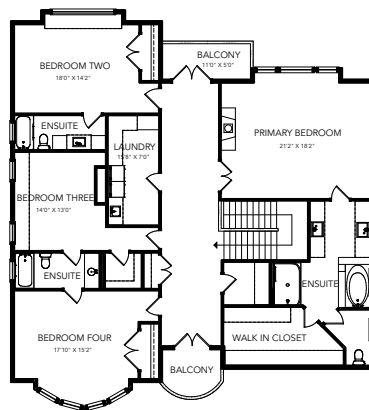 BALCONY
11'0" X 5'0"
BEDROOM TWO
18'0" X 14'2"
ENSUITE
LAUNDRY
15'8" X 7'0"
PRIMARY BEDROOM
21'2" X 18'2"
BEDROOM THREE
14'0" X 13'0"
ENSUITE
ENSUITE
BEDROOM FOUR
17'10" X 15'2"
WALK IN CLOSET
BALCONY